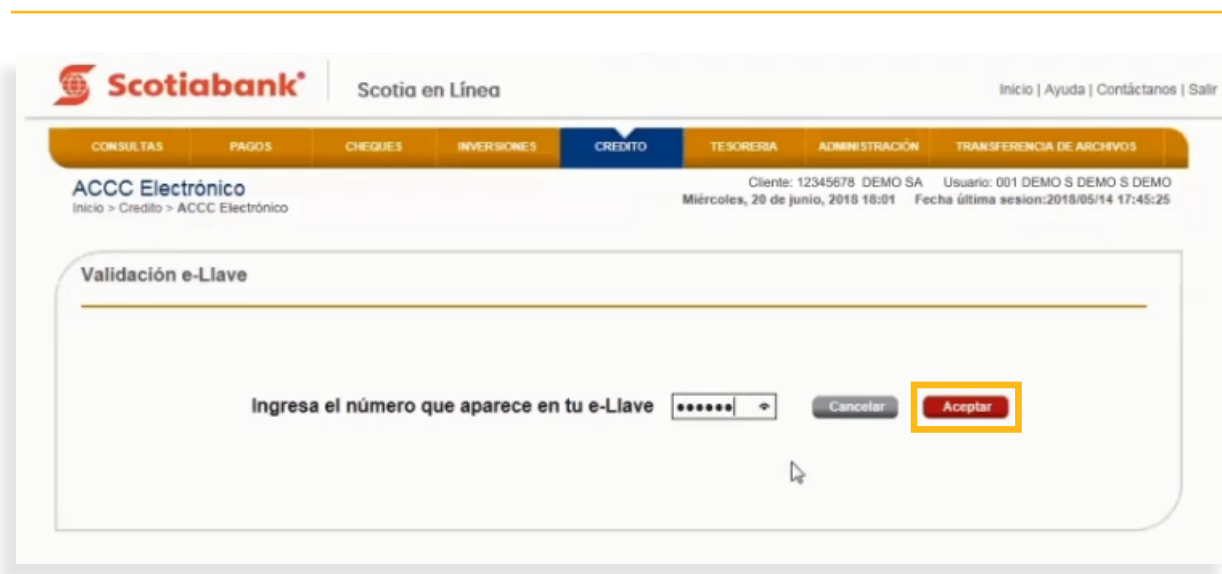 Scotiabank
Scotia en Línea
Inicio | Ayuda | Contáctanos | Salir
CONSULTAS PAGOS CHEQUES INVERSIONES CREDITO TESORERIA ADMINISTRACIÓN TRANSFERENCIA DE ARCHIVOS
ACCC Electrónico
Cliente: 12345678 DEMO SA Usuario: 001 DEMO S DEMO S DEMO
Inicio > Credito > ACCC Electrónico
Miércoles, 20 de junio, 2018 18:01 Fecha última sesion:2018/05/14 17:45:25
Validación e-Llave
Ingresa el número que aparece en tu e-Llave •••••• Cancelar Aceptar